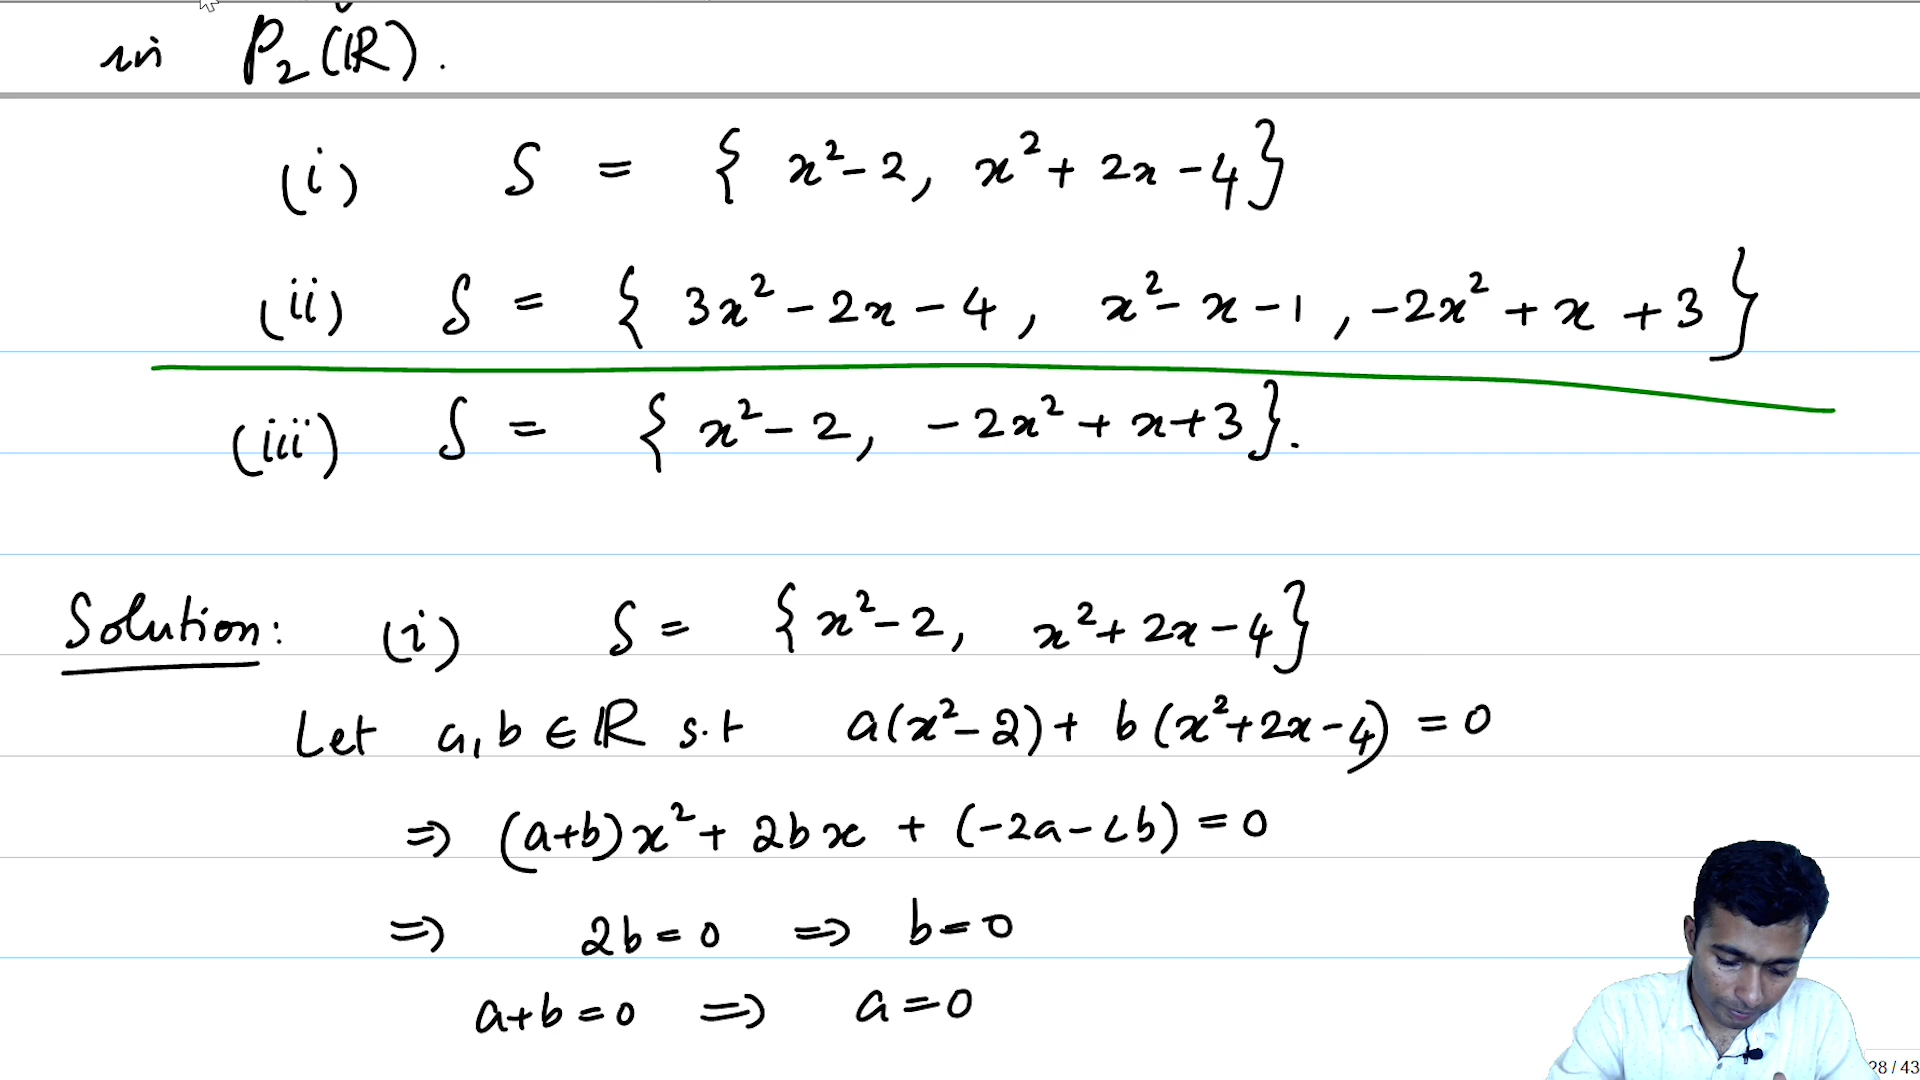 in P₂(ℝ).
(i) S = { x²-2, x²+2x-4}
(ii) S = { 3x²-2x-4, x²-x-1, -2x²+x+3}
(iii) S = { x²-2, -2x²+x+3}.
Solution: (i) S = { x²-2, x²+2x-4}
Let a,b ∈ ℝ s.t a(x²-2)+ b(x²+2x-4) = 0
⇒ (a+b)x²+ 2bx + (-2a-4b) = 0
⇒ 2b = 0 ⇒ b=0
a+b = 0 ⇒ a=0
28 / 43